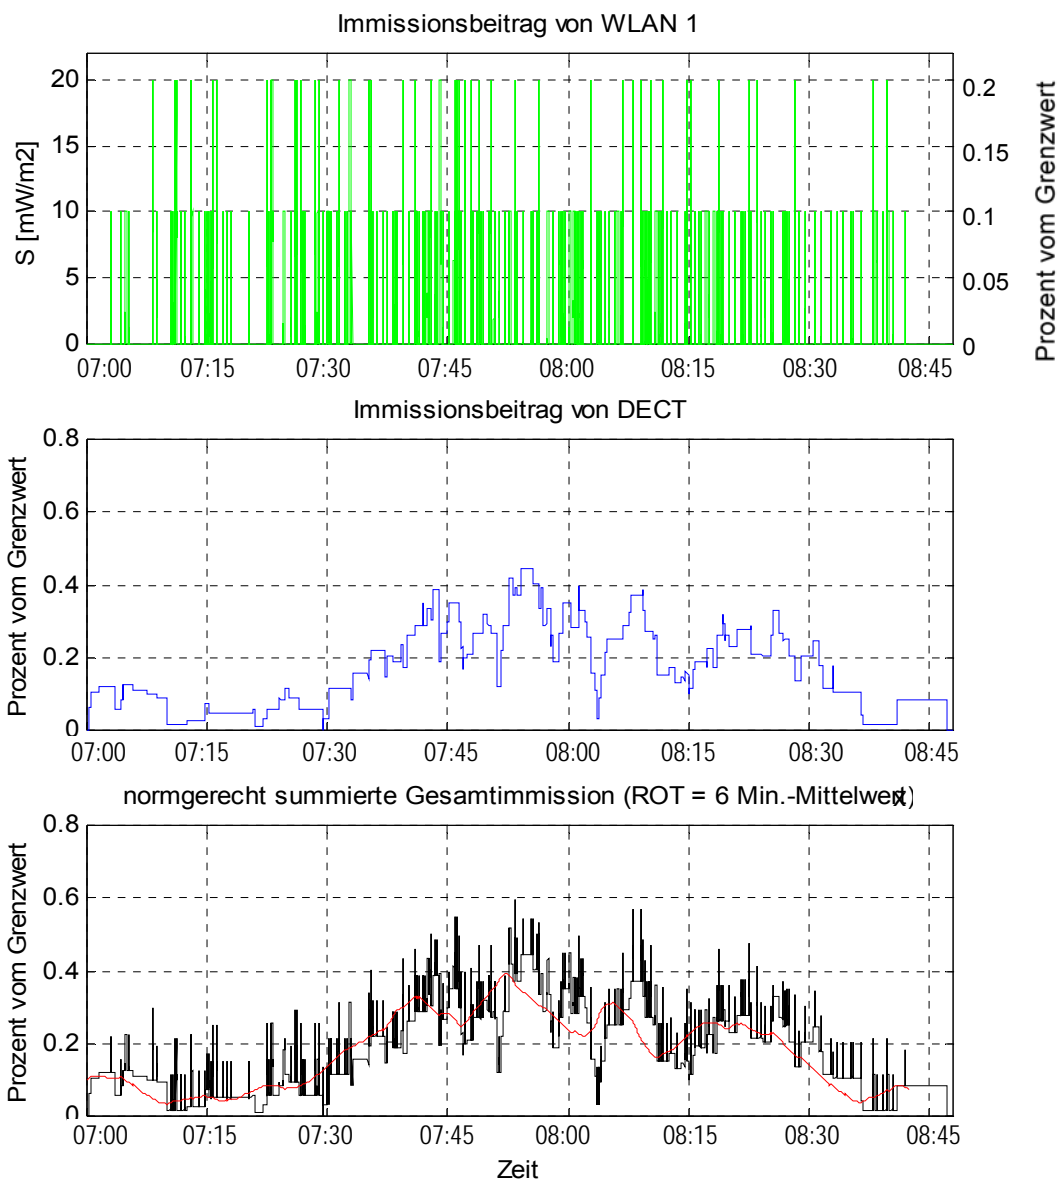 Immissionsbeitrag von WLAN 1
S [mW/m2]
20
15
10
5
0
Prozent vom Grenzwert
0.2
0.15
0.1
0.05
0
07:00 07:15 07:30 07:45 08:00 08:15 08:30 08:45
Immissionsbeitrag von DECT
Prozent vom Grenzwert
0.8
0.6
0.4
0.2
0
07:00 07:15 07:30 07:45 08:00 08:15 08:30 08:45
normgerecht summierte Gesamtimmission (ROT = 6 Min.-Mittelwert)
Prozent vom Grenzwert
0.8
0.6
0.4
0.2
0
07:00 07:15 07:30 07:45 08:00 08:15 08:30 08:45
Zeit